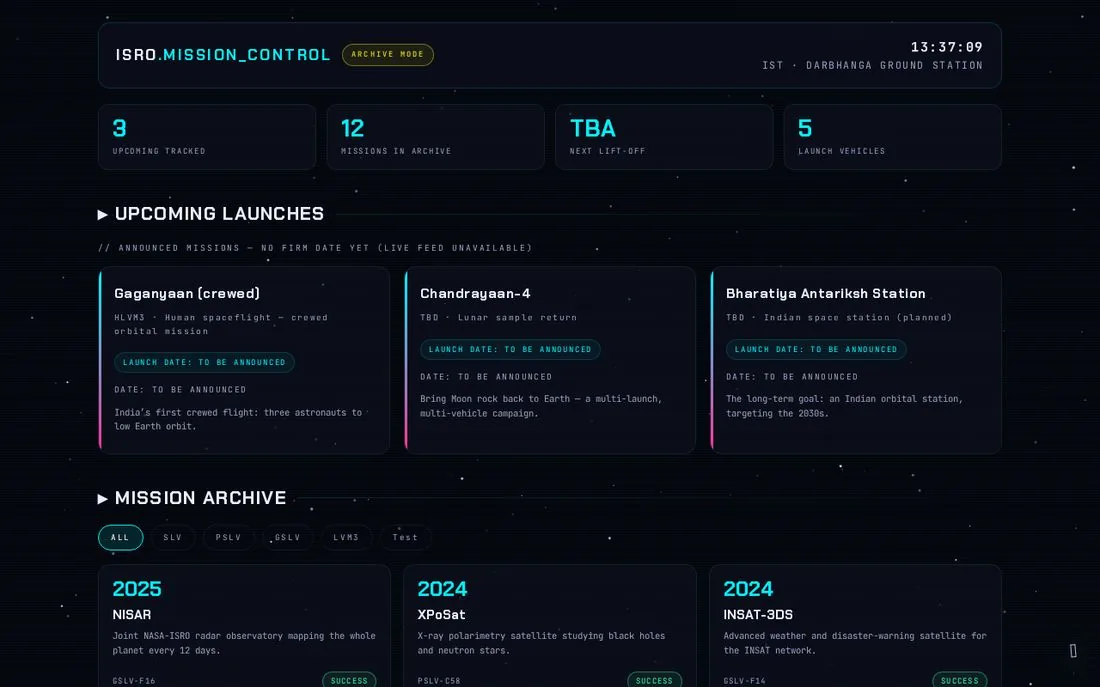 ISRO.MISSION_CONTROL
ARCHIVE MODE
13:37:09
IST · DARBHANGA GROUND STATION
3
UPCOMING TRACKED
12
MISSIONS IN ARCHIVE
TBA
NEXT LIFT-OFF
5
LAUNCH VEHICLES
▶ UPCOMING LAUNCHES
// ANNOUNCED MISSIONS — NO FIRM DATE YET (LIVE FEED UNAVAILABLE)
Gaganyaan (crewed)
HLVM3 · Human spaceflight — crewed
orbital mission
LAUNCH DATE: TO BE ANNOUNCED
DATE: TO BE ANNOUNCED
India's first crewed flight: three astronauts to
low Earth orbit.
Chandrayaan-4
TBD · Lunar sample return
LAUNCH DATE: TO BE ANNOUNCED
DATE: TO BE ANNOUNCED
Bring Moon rock back to Earth — a multi-launch,
multi-vehicle campaign.
Bharatiya Antariksh Station
TBD · Indian space station (planned)
LAUNCH DATE: TO BE ANNOUNCED
DATE: TO BE ANNOUNCED
The long-term goal: an Indian orbital station,
targeting the 2030s.
▶ MISSION ARCHIVE
ALL
SLV
PSLV
GSLV
LVM3
Test
2025
NISAR
Joint NASA-ISRO radar observatory mapping the whole
planet every 12 days.
GSLV-F16
SUCCESS
2024
XPoSat
X-ray polarimetry satellite studying black holes
and neutron stars.
PSLV-C58
SUCCESS
2024
INSAT-3DS
Advanced weather and disaster-warning satellite for
the INSAT network.
GSLV-F14
SUCCESS